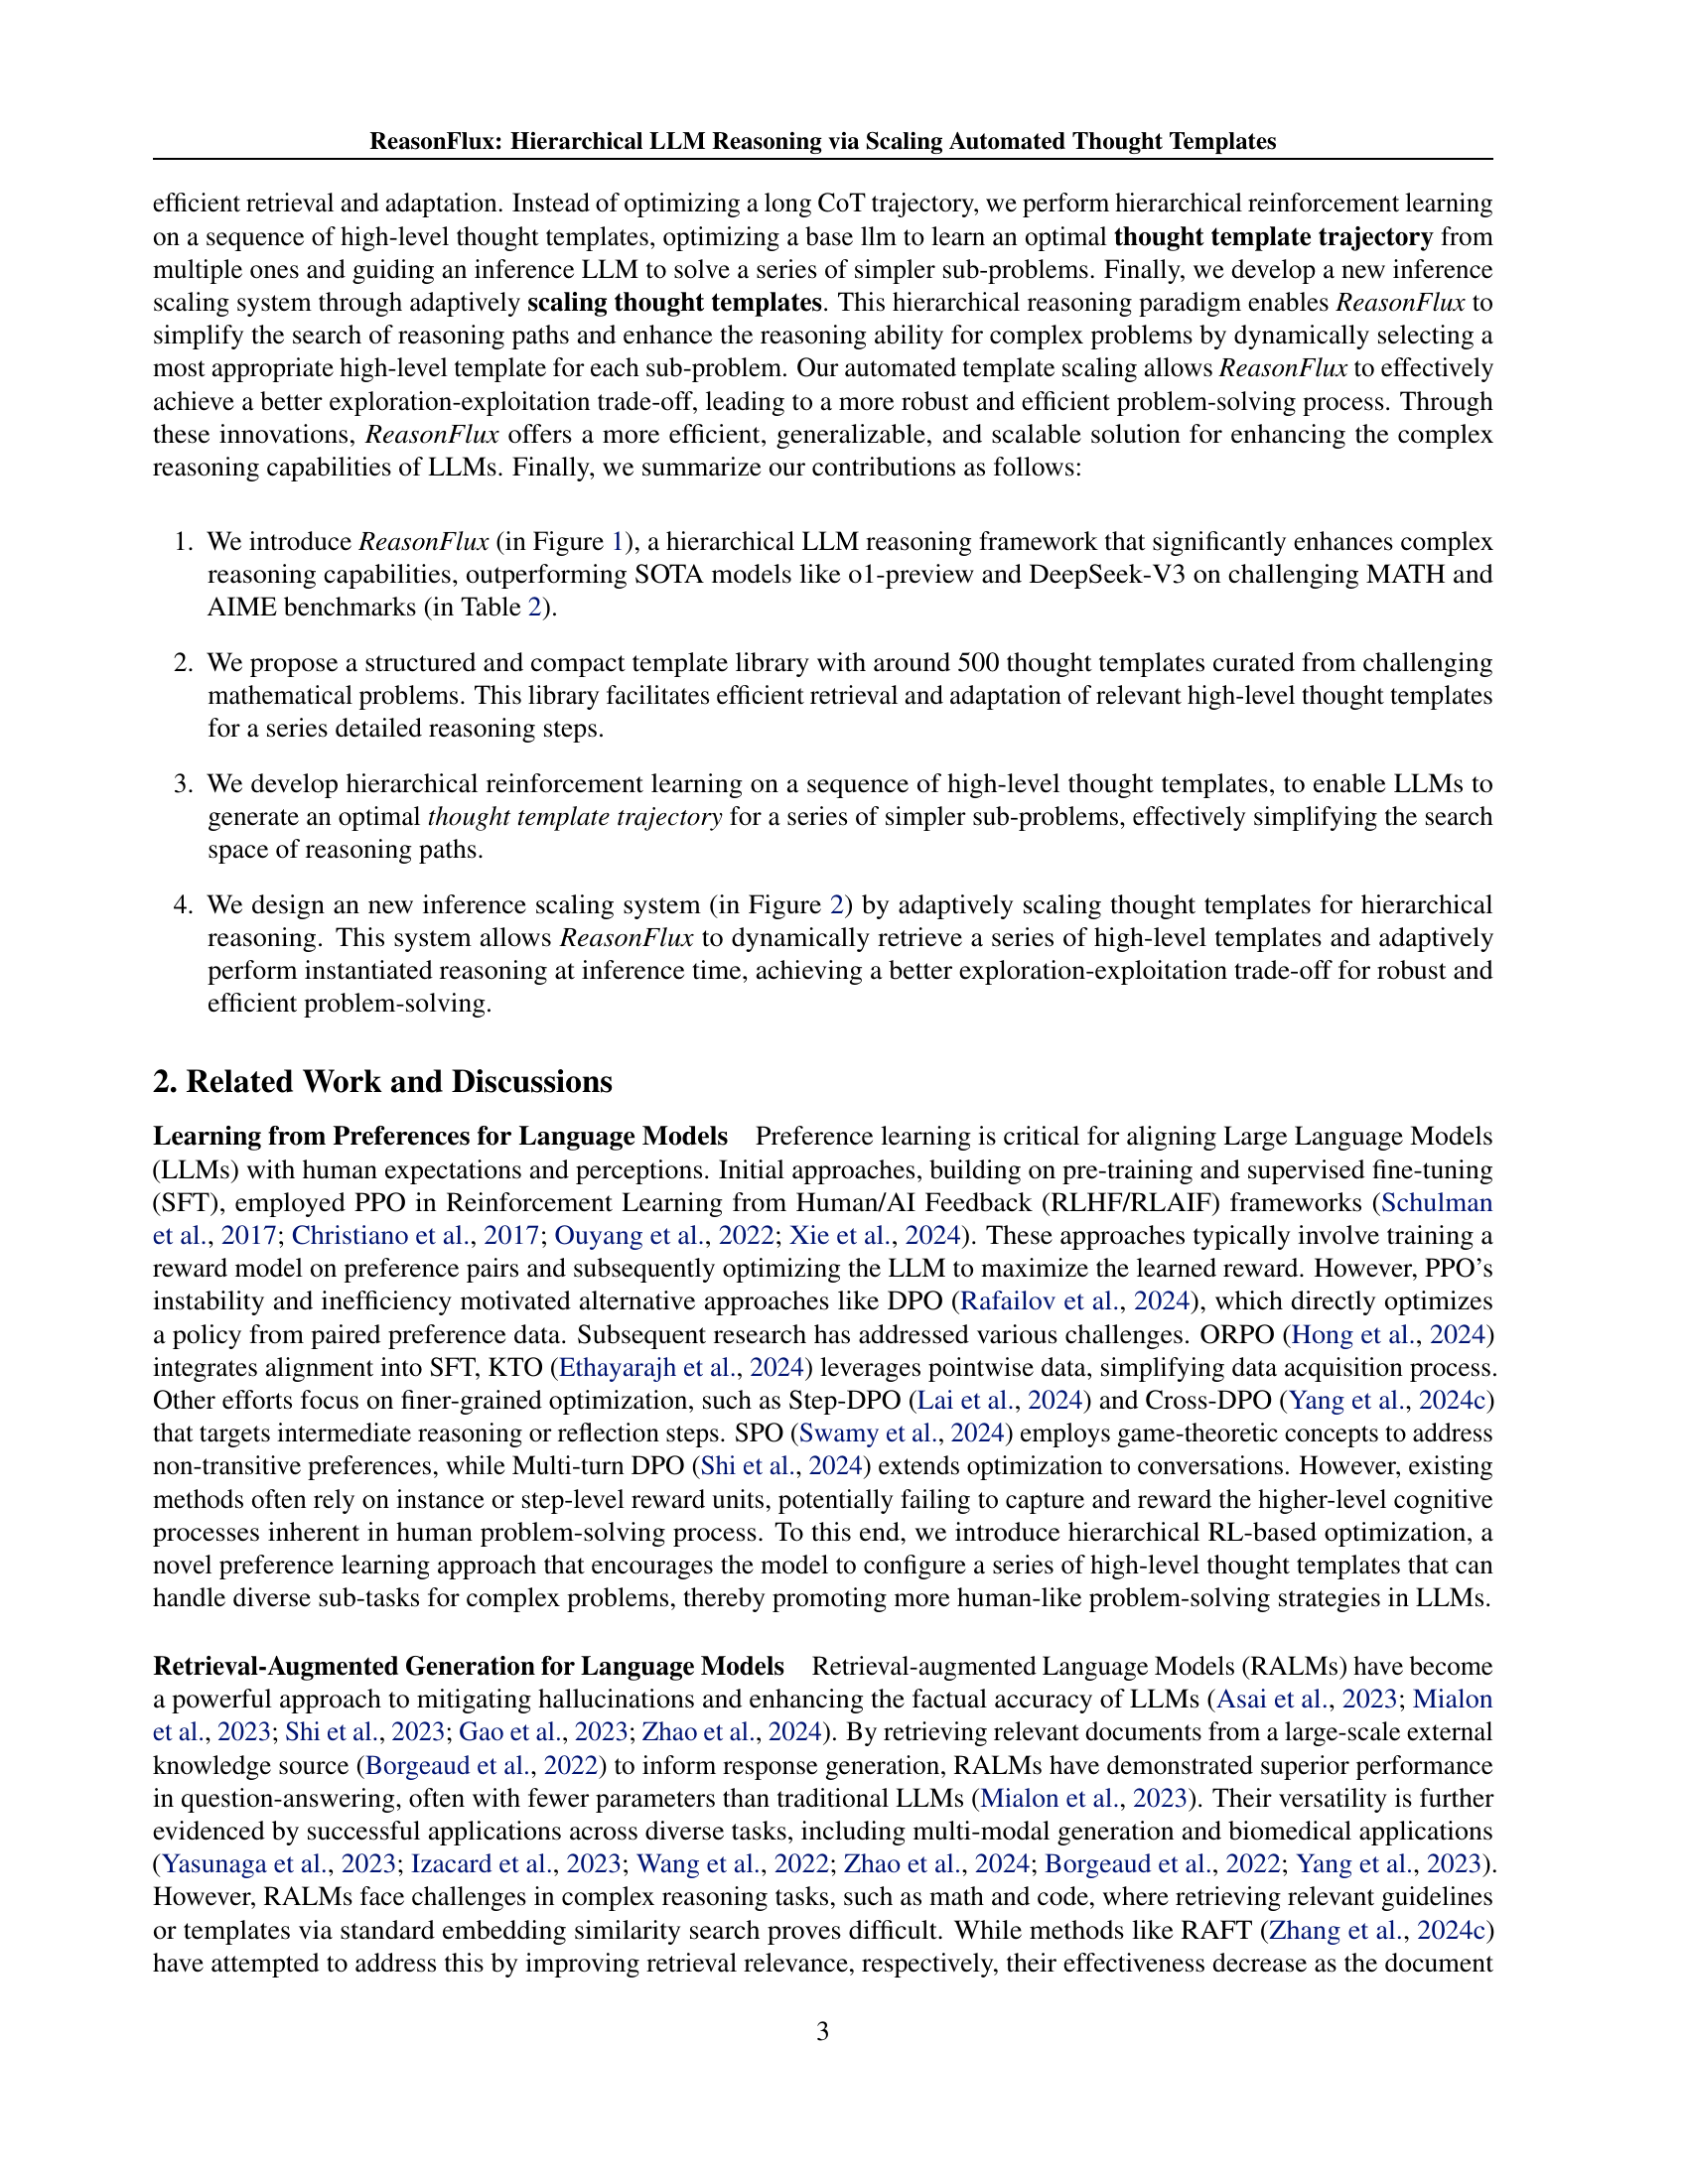 ReasonFlux: Hierarchical LLM Reasoning via Scaling Automated Thought Templates
efficient retrieval and adaptation. Instead of optimizing a long CoT trajectory, we perform hierarchical reinforcement learning
on a sequence of high-level thought templates, optimizing a base llm to learn an optimal thought template trajectory from
multiple ones and guiding an inference LLM to solve a series of simpler sub-problems. Finally, we develop a new inference
scaling system through adaptively scaling thought templates. This hierarchical reasoning paradigm enables ReasonFlux to
simplify the search of reasoning paths and enhance the reasoning ability for complex problems by dynamically selecting a
most appropriate high-level template for each sub-problem. Our automated template scaling allows ReasonFlux to effectively
achieve a better exploration-exploitation trade-off, leading to a more robust and efficient problem-solving process. Through
these innovations, ReasonFlux offers a more efficient, generalizable, and scalable solution for enhancing the complex
reasoning capabilities of LLMs. Finally, we summarize our contributions as follows:
1. We introduce ReasonFlux (in Figure 1), a hierarchical LLM reasoning framework that significantly enhances complex
reasoning capabilities, outperforming SOTA models like o1-preview and DeepSeek-V3 on challenging MATH and
AIME benchmarks (in Table 2).
2. We propose a structured and compact template library with around 500 thought templates curated from challenging
mathematical problems. This library facilitates efficient retrieval and adaptation of relevant high-level thought templates
for a series detailed reasoning steps.
3. We develop hierarchical reinforcement learning on a sequence of high-level thought templates, to enable LLMs to
generate an optimal thought template trajectory for a series of simpler sub-problems, effectively simplifying the search
space of reasoning paths.
4. We design an new inference scaling system (in Figure 2) by adaptively scaling thought templates for hierarchical
reasoning. This system allows ReasonFlux to dynamically retrieve a series of high-level templates and adaptively
perform instantiated reasoning at inference time, achieving a better exploration-exploitation trade-off for robust and
efficient problem-solving.
2. Related Work and Discussions
Learning from Preferences for Language Models Preference learning is critical for aligning Large Language Models
(LLMs) with human expectations and perceptions. Initial approaches, building on pre-training and supervised fine-tuning
(SFT), employed PPO in Reinforcement Learning from Human/AI Feedback (RLHF/RLAIF) frameworks (Schulman
et al., 2017; Christiano et al., 2017; Ouyang et al., 2022; Xie et al., 2024). These approaches typically involve training a
reward model on preference pairs and subsequently optimizing the LLM to maximize the learned reward. However, PPO's
instability and inefficiency motivated alternative approaches like DPO (Rafailov et al., 2024), which directly optimizes
a policy from paired preference data. Subsequent research has addressed various challenges. ORPO (Hong et al., 2024)
integrates alignment into SFT, KTO (Ethayarajh et al., 2024) leverages pointwise data, simplifying data acquisition process.
Other efforts focus on finer-grained optimization, such as Step-DPO (Lai et al., 2024) and Cross-DPO (Yang et al., 2024c)
that targets intermediate reasoning or reflection steps. SPO (Swamy et al., 2024) employs game-theoretic concepts to address
non-transitive preferences, while Multi-turn DPO (Shi et al., 2024) extends optimization to conversations. However, existing
methods often rely on instance or step-level reward units, potentially failing to capture and reward the higher-level cognitive
processes inherent in human problem-solving process. To this end, we introduce hierarchical RL-based optimization, a
novel preference learning approach that encourages the model to configure a series of high-level thought templates that can
handle diverse sub-tasks for complex problems, thereby promoting more human-like problem-solving strategies in LLMs.
Retrieval-Augmented Generation for Language Models Retrieval-augmented Language Models (RALMs) have become
a powerful approach to mitigating hallucinations and enhancing the factual accuracy of LLMs (Asai et al., 2023; Mialon
et al., 2023; Shi et al., 2023; Gao et al., 2023; Zhao et al., 2024). By retrieving relevant documents from a large-scale external
knowledge source (Borgeaud et al., 2022) to inform response generation, RALMs have demonstrated superior performance
in question-answering, often with fewer parameters than traditional LLMs (Mialon et al., 2023). Their versatility is further
evidenced by successful applications across diverse tasks, including multi-modal generation and biomedical applications
(Yasunaga et al., 2023; Izacard et al., 2023; Wang et al., 2022; Zhao et al., 2024; Borgeaud et al., 2022; Yang et al., 2023).
However, RALMs face challenges in complex reasoning tasks, such as math and code, where retrieving relevant guidelines
or templates via standard embedding similarity search proves difficult. While methods like RAFT (Zhang et al., 2024c)
have attempted to address this by improving retrieval relevance, respectively, their effectiveness decrease as the document
3